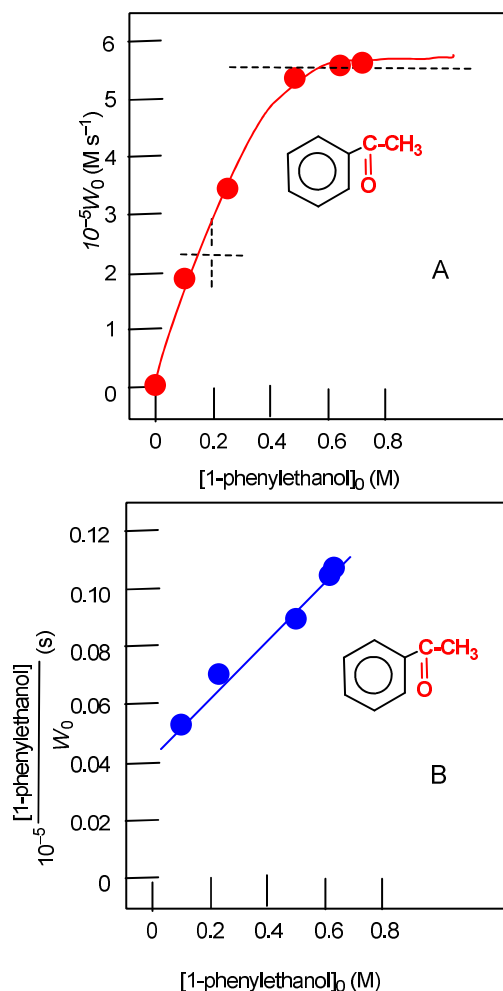 6
5
4
3
2
1
0
10⁻⁵W₀ (M s⁻¹)
C–CH₃
O
A
0 0.2 0.4 0.6 0.8
[1-phenylethanol]₀ (M)
0.12
0.10
0.08
0.06
0.04
0.02
0
10⁻⁵ [1-phenylethanol] (s)
W₀
C–CH₃
O
B
0 0.2 0.4 0.6 0.8
[1-phenylethanol]₀ (M)